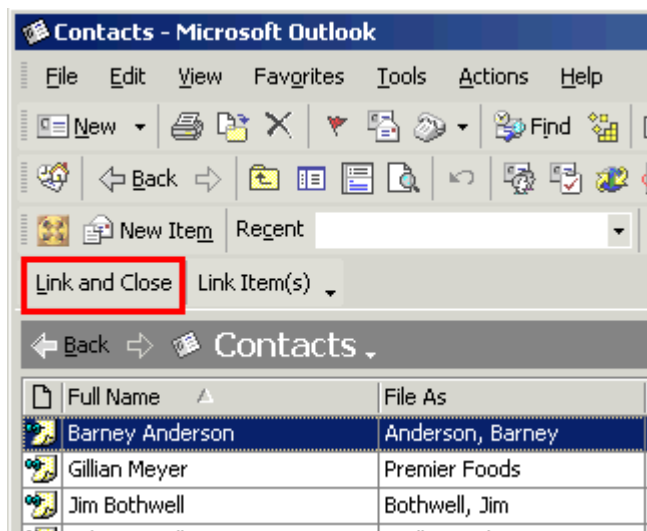 Contacts - Microsoft Outlook
File Edit View Favorites Tools Actions Help
New Find
Back
New Item Recent
Link and Close Link Item(s)
Back Contacts
Full Name File As
Barney Anderson Anderson, Barney
Gillian Meyer Premier Foods
Jim Bothwell Bothwell, Jim